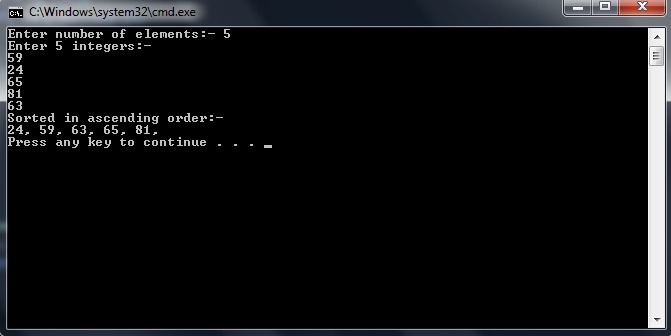 C:\Windows\system32\cmd.exe
Enter number of elements:- 5
Enter 5 integers:-
59
24
65
81
63
Sorted in ascending order:-
24, 59, 63, 65, 81,
Press any key to continue . . . _